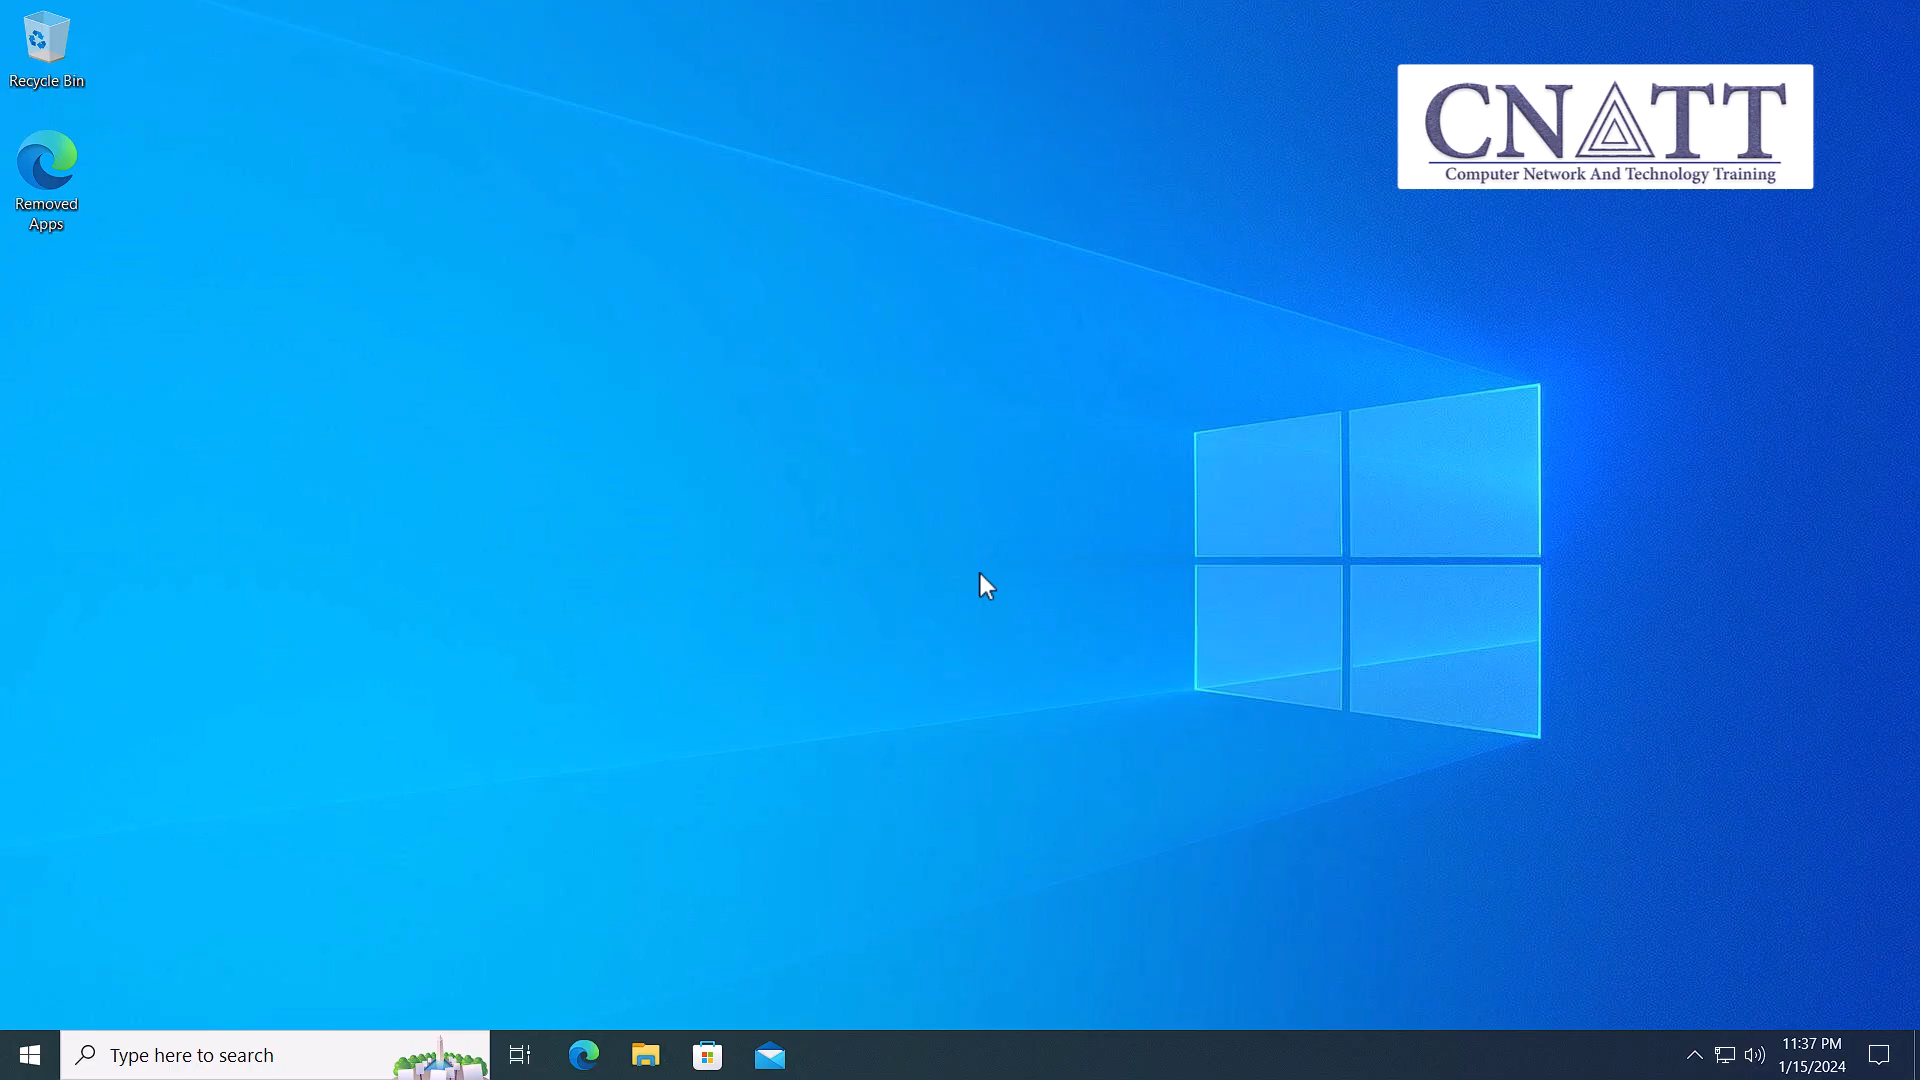 Recycle Bin
Removed
Apps
CNATT
Computer Network And Technology Training
Type here to search
11:37 PM
1/15/2024